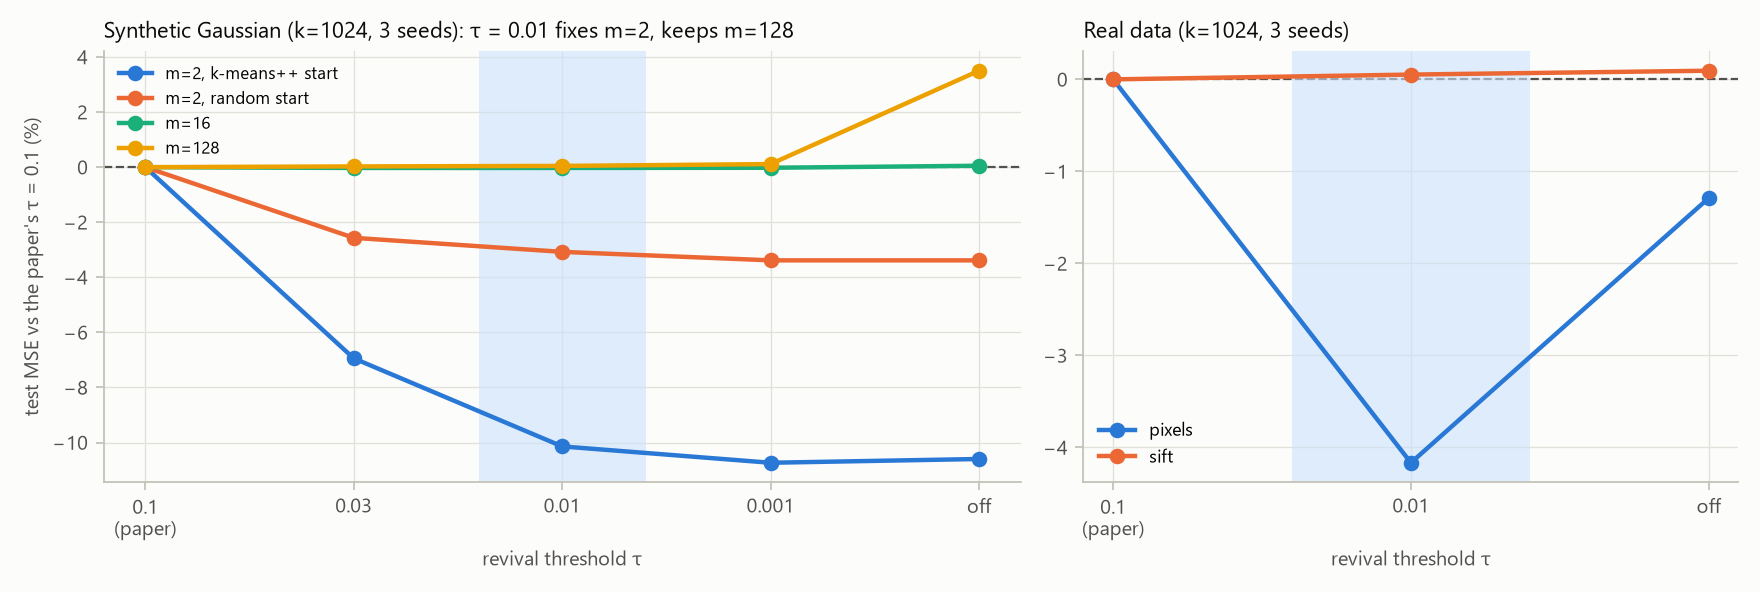 Synthetic Gaussian (k=1024, 3 seeds): τ = 0.01 fixes m=2, keeps m=128
test MSE vs the paper's τ = 0.1 (%)
4
2
0
−2
−4
−6
−8
−10
m=2, k-means++ start
m=2, random start
m=16
m=128
0.1
(paper)
0.03
0.01
0.001
off
revival threshold τ
Real data (k=1024, 3 seeds)
0
−1
−2
−3
−4
pixels
sift
0.1
(paper)
0.01
off
revival threshold τ